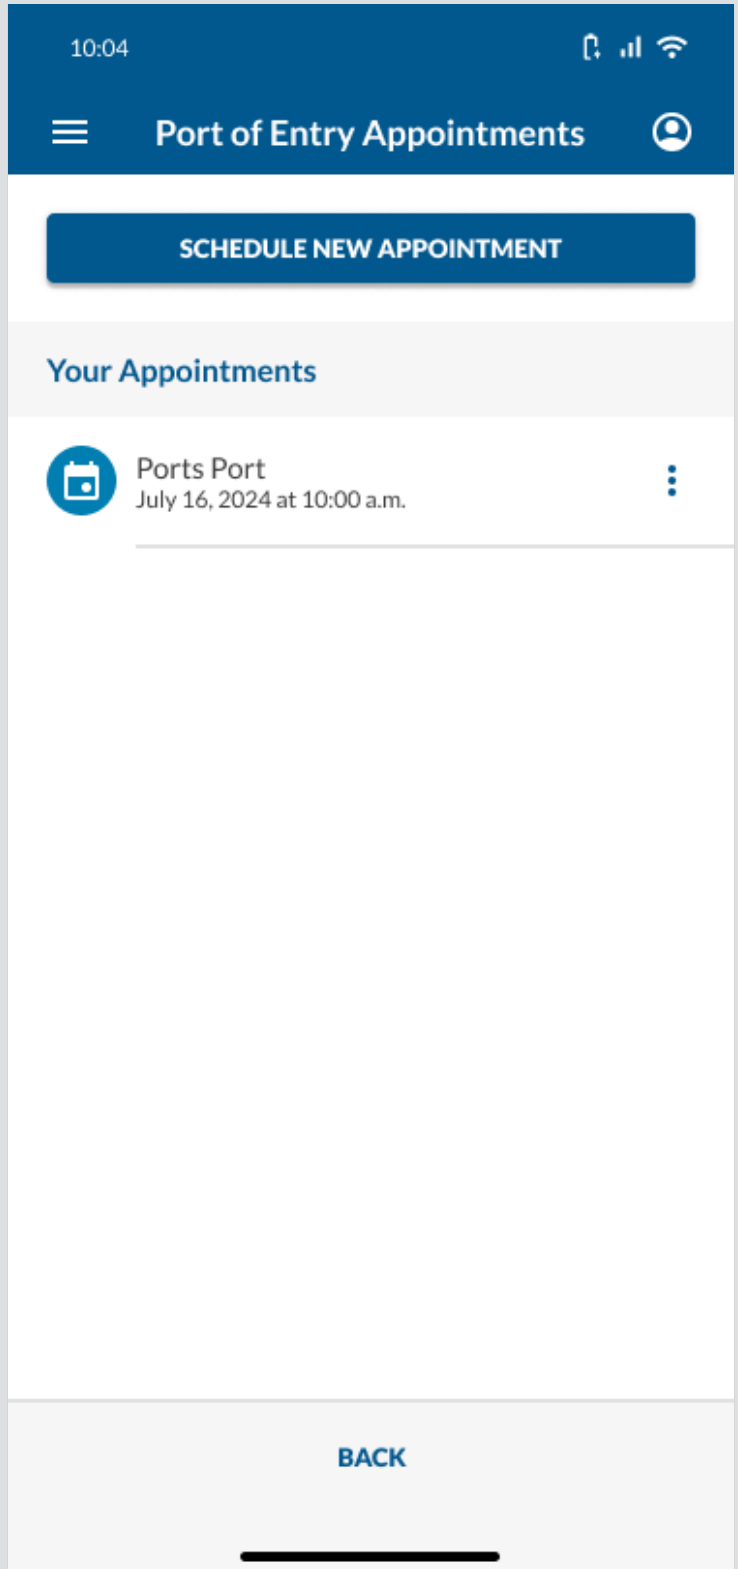 10:04
Port of Entry Appointments
SCHEDULE NEW APPOINTMENT
Your Appointments
Ports Port
July 16, 2024 at 10:00 a.m.
BACK